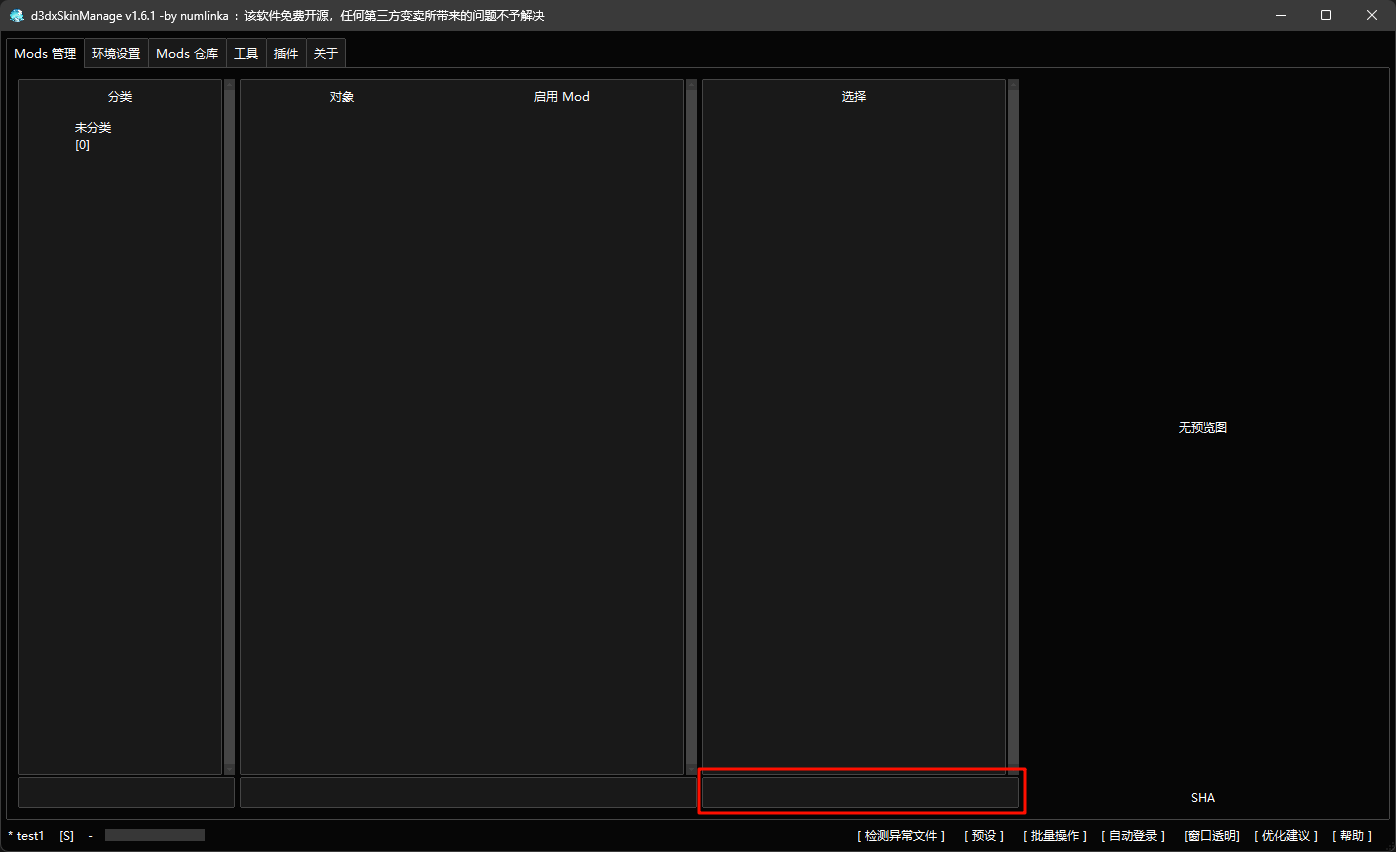 d3dxSkinManage v1.6.1 -by numlinka : 该软件免费开源，任何第三方变卖所带来的问题不予解决
Mods 管理 环境设置 Mods 仓库 工具 插件 关于
分类 对象 启用 Mod 选择
未分类
[0]
无预览图
SHA
* test1 [S] - [ 检测异常文件 ] [ 预设 ] [ 批量操作 ] [ 自动登录 ] [窗口透明] [ 优化建议 ] [ 帮助 ]